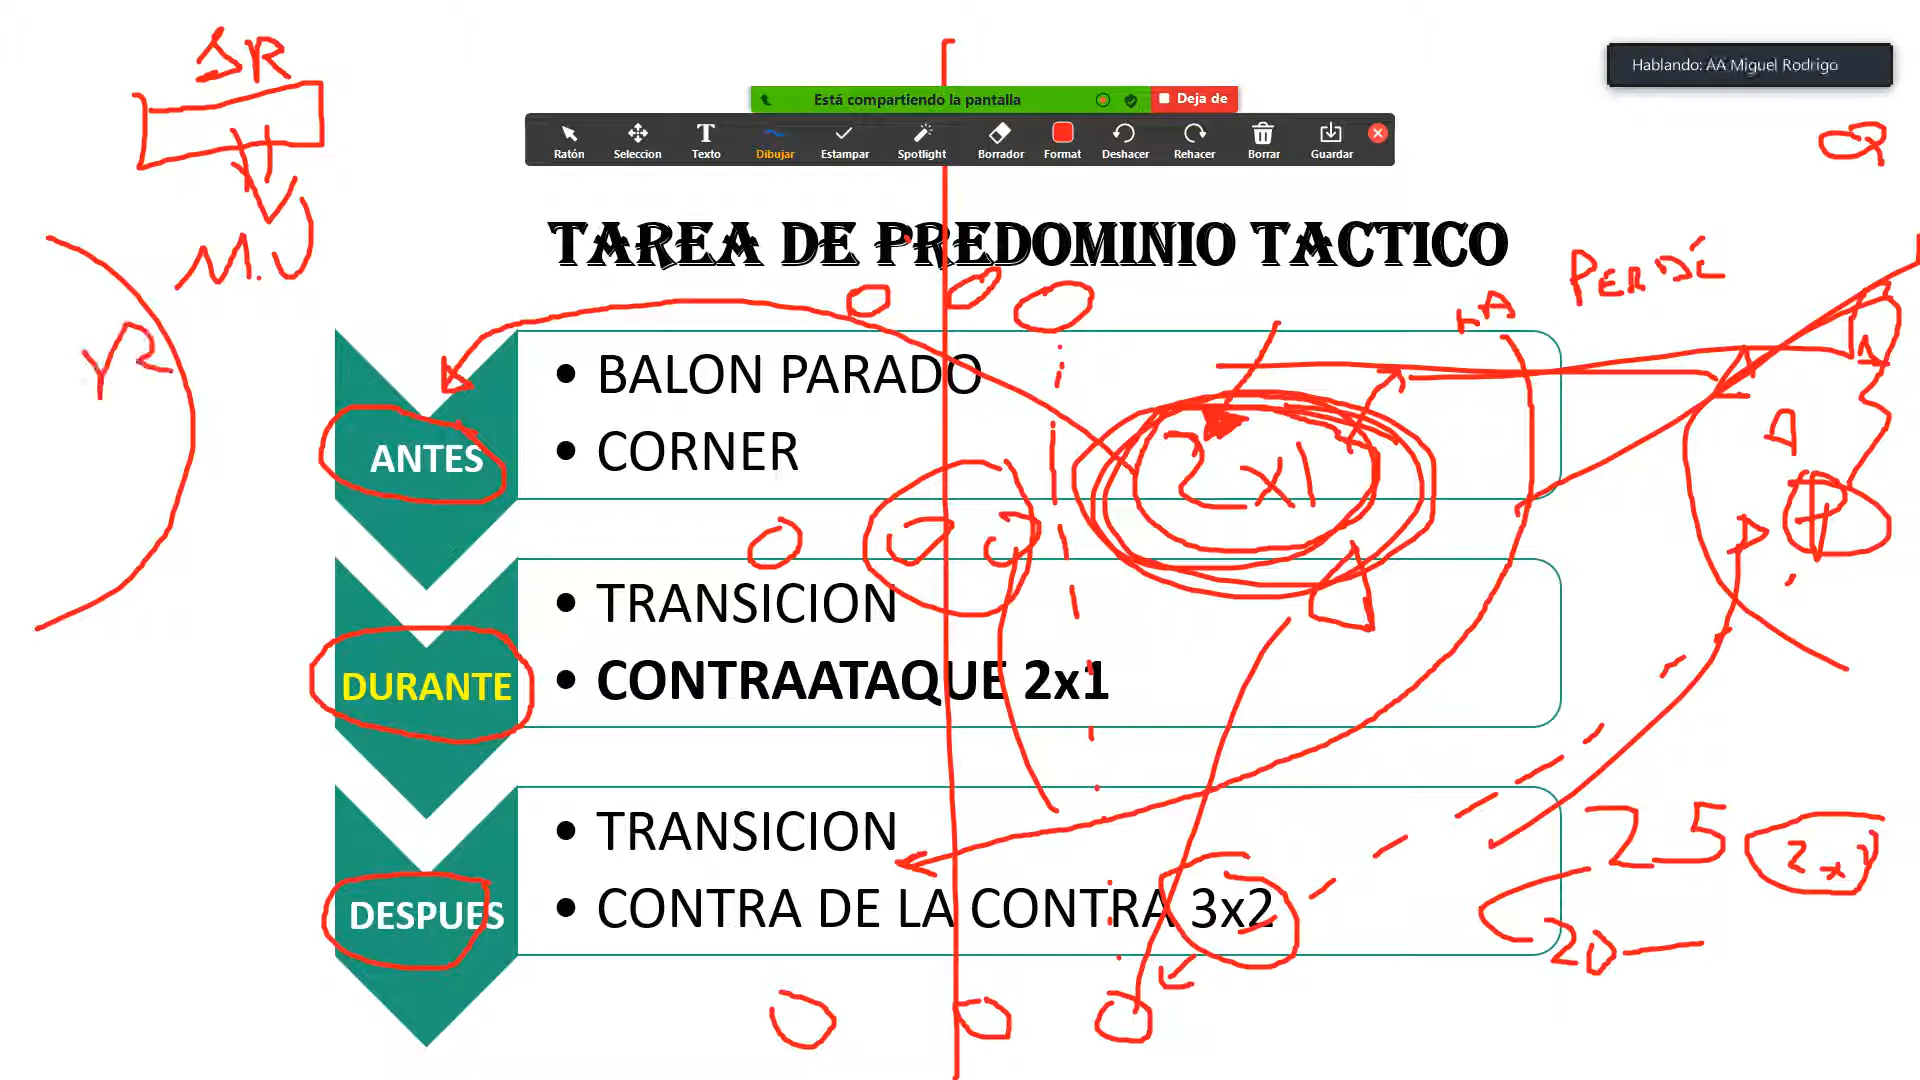 ΔR
Hablando: AA Miguel Rodrigo
Está compartiendo la pantalla
Deja de
Ratón
Seleccion
Texto
Dibujar
Estampar
Spotlight
Borrador
Format
Deshacer
Rehacer
Borrar
Guardar
M.J
TAREA DE PREDOMINIO TACTICO
PERDÍ
ANTES
• BALON PARADO
• CORNER
2x1
DURANTE
• TRANSICION
• CONTRAATAQUE 2x1
DESPUES
• TRANSICION
• CONTRA DE LA CONTRA 3x2
25
20